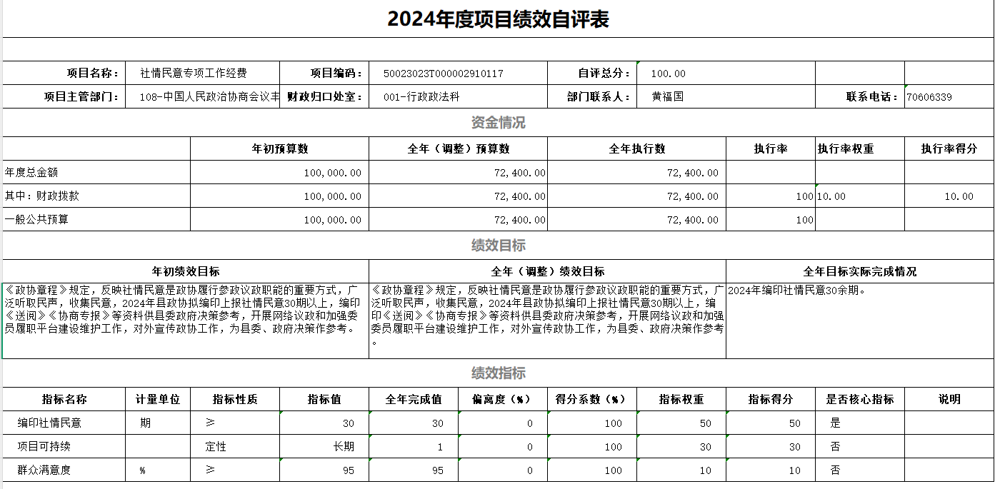 2024年度项目绩效自评表
项目名称： 社情民意专项工作经费 项目编码： 50023023T000002910117 自评总分： 100.00
项目主管部门： 108-中国人民政治协商会议丰 财政归口处室： 001-行政政法科 部门联系人： 黄福国 联系电话： 70606339
资金情况
年初预算数 全年（调整）预算数 全年执行数 执行率 执行率权重 执行率得分
年度总金额 100,000.00 72,400.00 72,400.00
其中：财政拨款 100,000.00 72,400.00 72,400.00 100 10.00 10.00
一般公共预算 100,000.00 72,400.00 72,400.00 100
绩效目标
年初绩效目标 全年（调整）绩效目标 全年目标实际完成情况
《政协章程》规定，反映社情民意是政协履行参政议政职能的重要方式，广
泛听取民声，收集民意，2024年县政协拟编印上报社情民意30期以上，编印
《送阅》《协商专报》等资料供县委政府决策参考，开展网络议政和加强委
员履职平台建设维护工作，对外宣传政协工作，为县委、政府决策作参考。
《政协章程》规定，反映社情民意是政协履行参政议政职能的重要方式，广
泛听取民声，收集民意，2024年县政协拟编印上报社情民意30期以上，编
印《送阅》《协商专报》等资料供县委政府决策参考，开展网络议政和加强
委员履职平台建设维护工作，对外宣传政协工作，为县委、政府决策作参考
。
2024年编印社情民意30余期。
绩效指标
指标名称 计量单位 指标性质 指标值 全年完成值 偏离度（%） 得分系数（%） 指标权重 指标得分 是否核心指标 说明
编印社情民意 期 ≥ 30 30 0 100 50 50 是
项目可持续 定性 长期 1 0 100 30 30 否
群众满意度 % ≥ 95 95 0 100 10 10 否